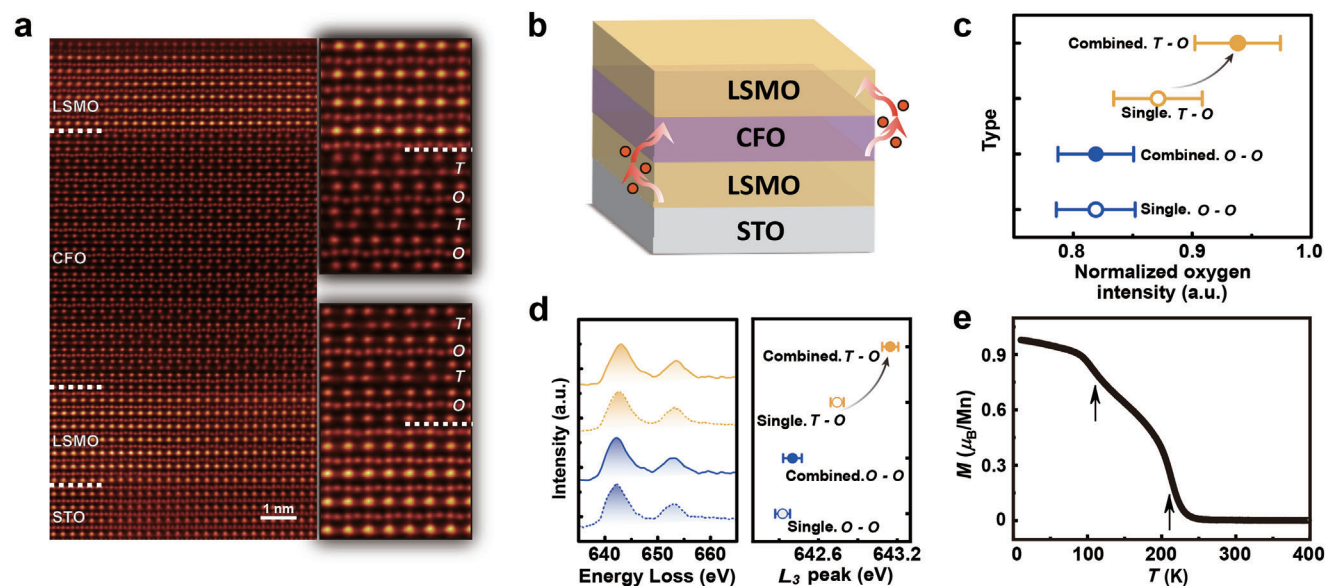 a
LSMO
CFO
LSMO
STO
1 nm
T
O
T
O
T
O
T
O
b
LSMO
CFO
LSMO
STO
c
Type
Combined. T - O
Single. T - O
Combined. O - O
Single. O - O
0.8
0.9
1.0
Normalized oxygen
intensity (a.u.)
d
Intensity (a.u.)
640
650
660
Energy Loss (eV)
Combined. T - O
Single. T - O
Combined. O - O
Single. O - O
642.6
643.2
L3 peak (eV)
e
M (μB/Mn)
0.9
0.6
0.3
0
0
100
200
300
400
T (K)